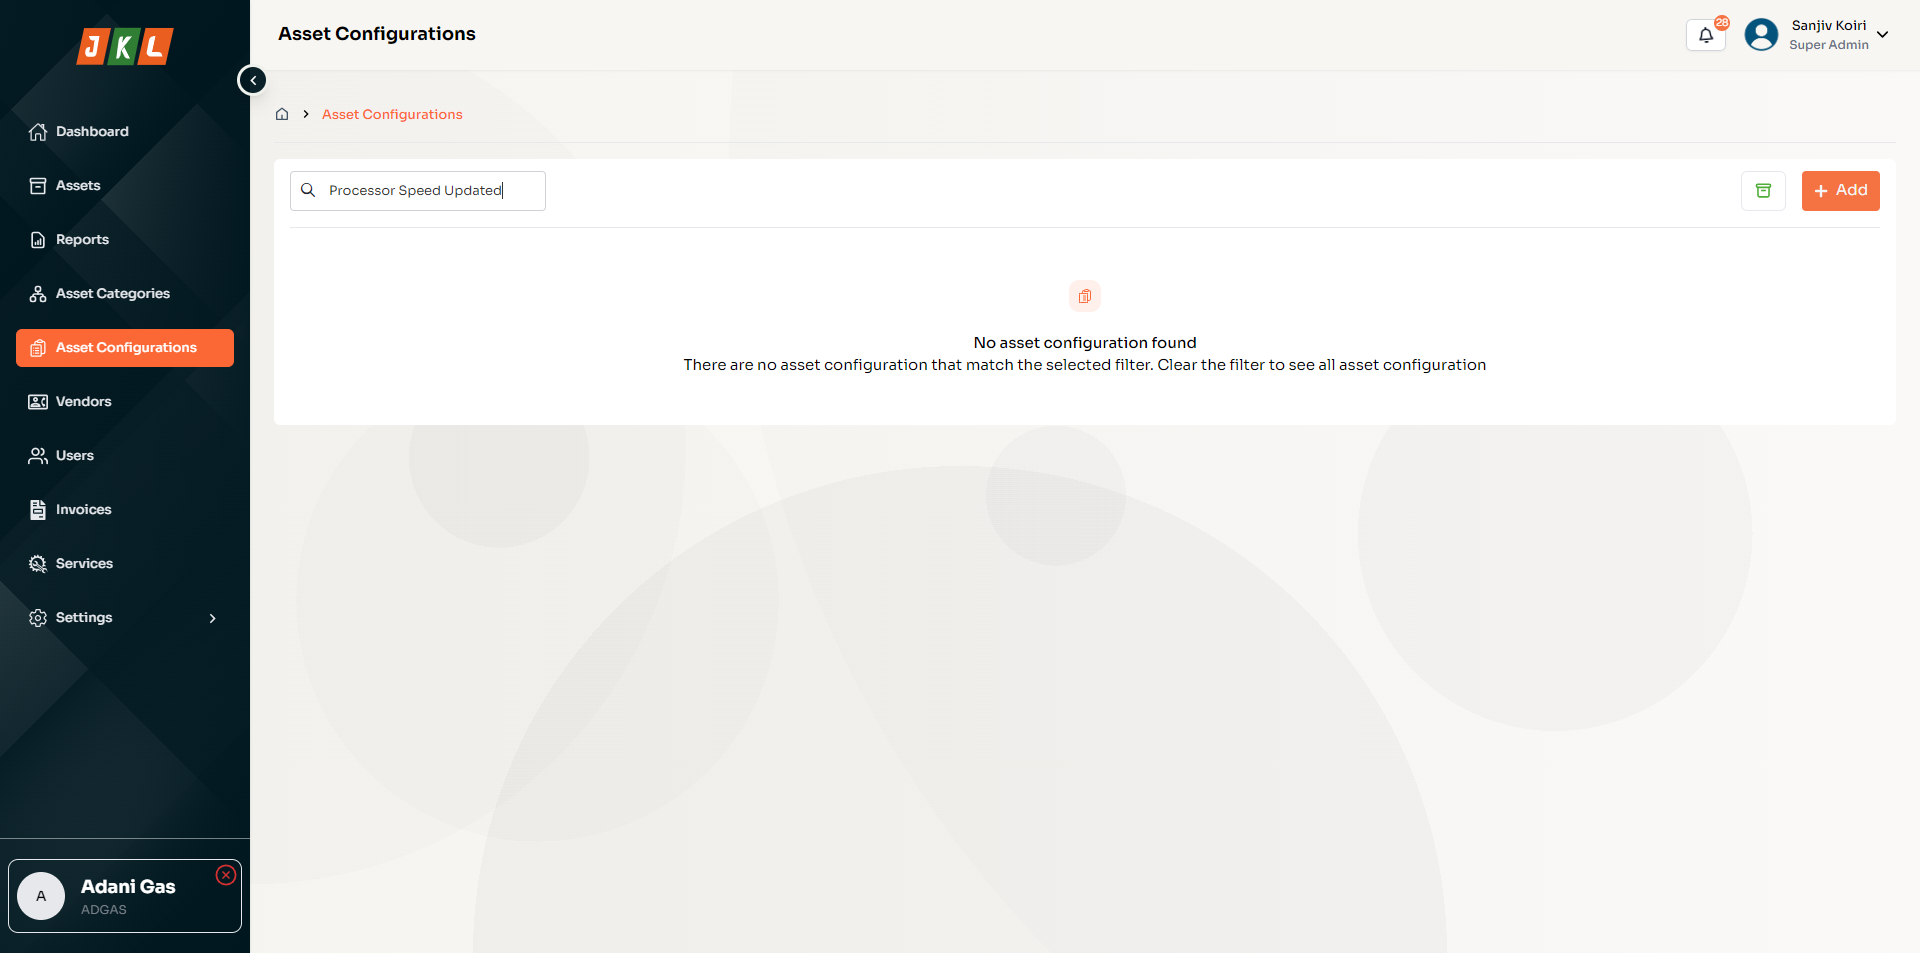 JKL
Dashboard
Assets
Reports
Asset Categories
Asset Configurations
Vendors
Users
Invoices
Services
Settings
A
Adani Gas
ADGAS
Asset Configurations
28
Sanjiv Koiri
Super Admin
Asset Configurations
Processor Speed Updated
Add
No asset configuration found
There are no asset configuration that match the selected filter. Clear the filter to see all asset configuration